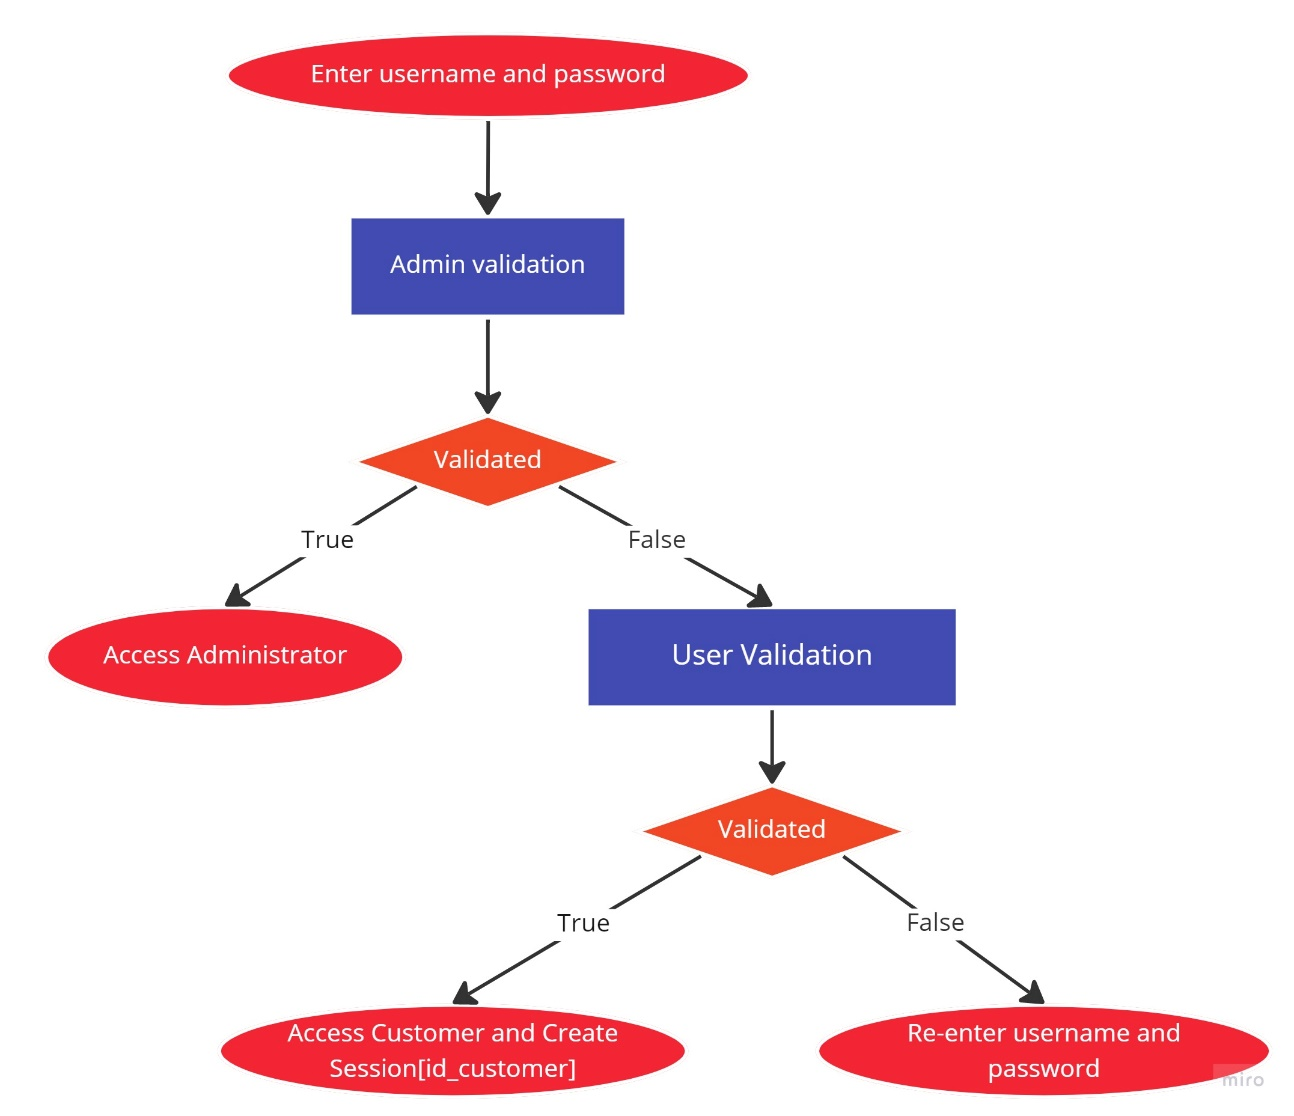 Enter username and password
Admin validation
Validated
True
False
Access Administrator
User Validation
Validated
True
False
Access Customer and Create
Session[id_customer]
Re-enter username and
password
miro